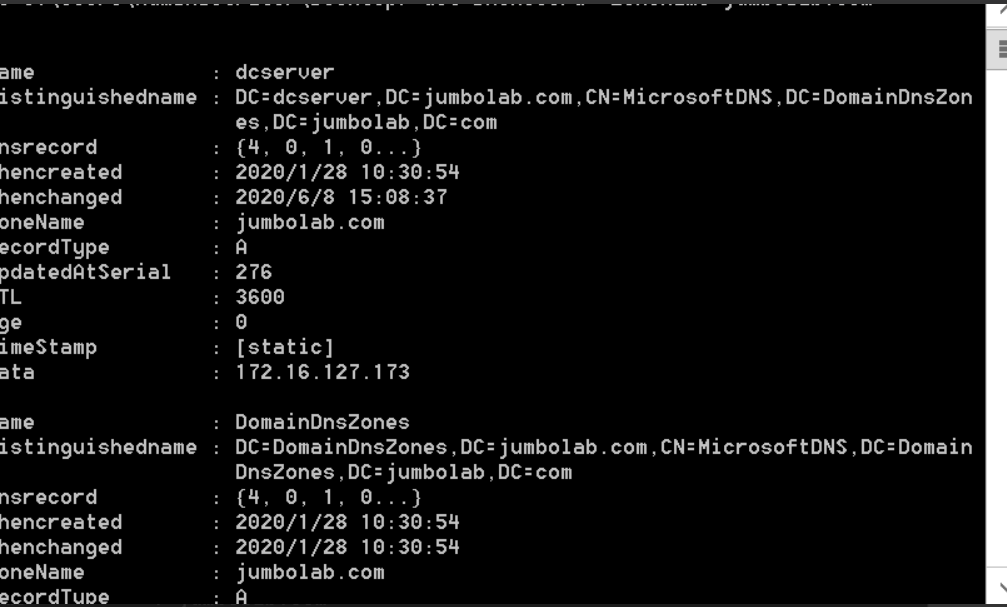 ame : dcserver
istinguishedname : DC=dcserver,DC=jumbolab.com,CN=MicrosoftDNS,DC=DomainDnsZon
es,DC=jumbolab,DC=com
nsrecord : {4, 0, 1, 0...}
hencreated : 2020/1/28 10:30:54
henchanged : 2020/6/8 15:08:37
oneName : jumbolab.com
ecordType : A
pdatedAtSerial : 276
TL : 3600
ge : 0
imeStamp : [static]
ata : 172.16.127.173
ame : DomainDnsZones
istinguishedname : DC=DomainDnsZones,DC=jumbolab.com,CN=MicrosoftDNS,DC=Domain
DnsZones,DC=jumbolab,DC=com
nsrecord : {4, 0, 1, 0...}
hencreated : 2020/1/28 10:30:54
henchanged : 2020/1/28 10:30:54
oneName : jumbolab.com
ecordType : A